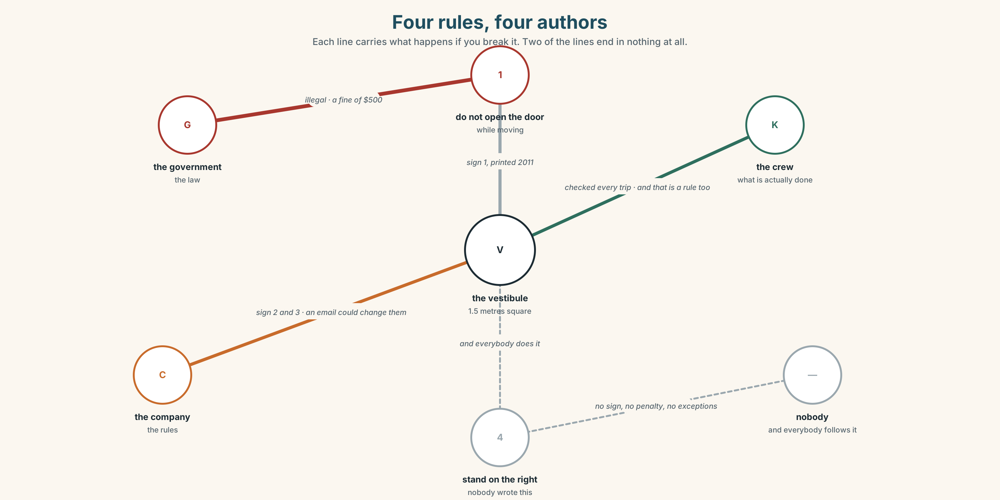 Four rules, four authors
Each line carries what happens if you break it. Two of the lines end in nothing at all.
1
illegal · a fine of $500
do not open the door
while moving
G
the government
the law
K
the crew
what is actually done
sign 1, printed 2011
checked every trip · and that is a rule too
V
the vestibule
1.5 metres square
sign 2 and 3 · an email could change them
and everybody does it
C
the company
the rules
—
nobody
and everybody follows it
no sign, no penalty, no exceptions
4
stand on the right
nobody wrote this